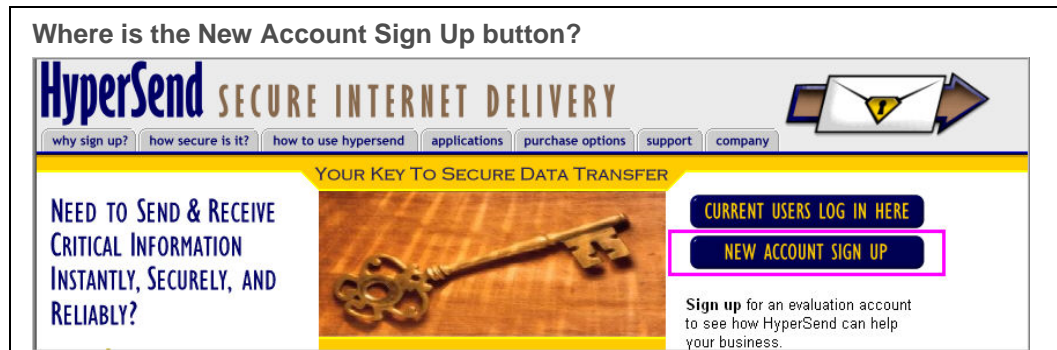 Where is the New Account Sign Up button?
HyperSend SECURE INTERNET DELIVERY
why sign up? how secure is it? how to use hypersend applications purchase options support company
YOUR KEY TO SECURE DATA TRANSFER
NEED TO SEND & RECEIVE
CRITICAL INFORMATION
INSTANTLY, SECURELY, AND
RELIABLY?
CURRENT USERS LOG IN HERE
NEW ACCOUNT SIGN UP
Sign up for an evaluation account
to see how HyperSend can help
your business.